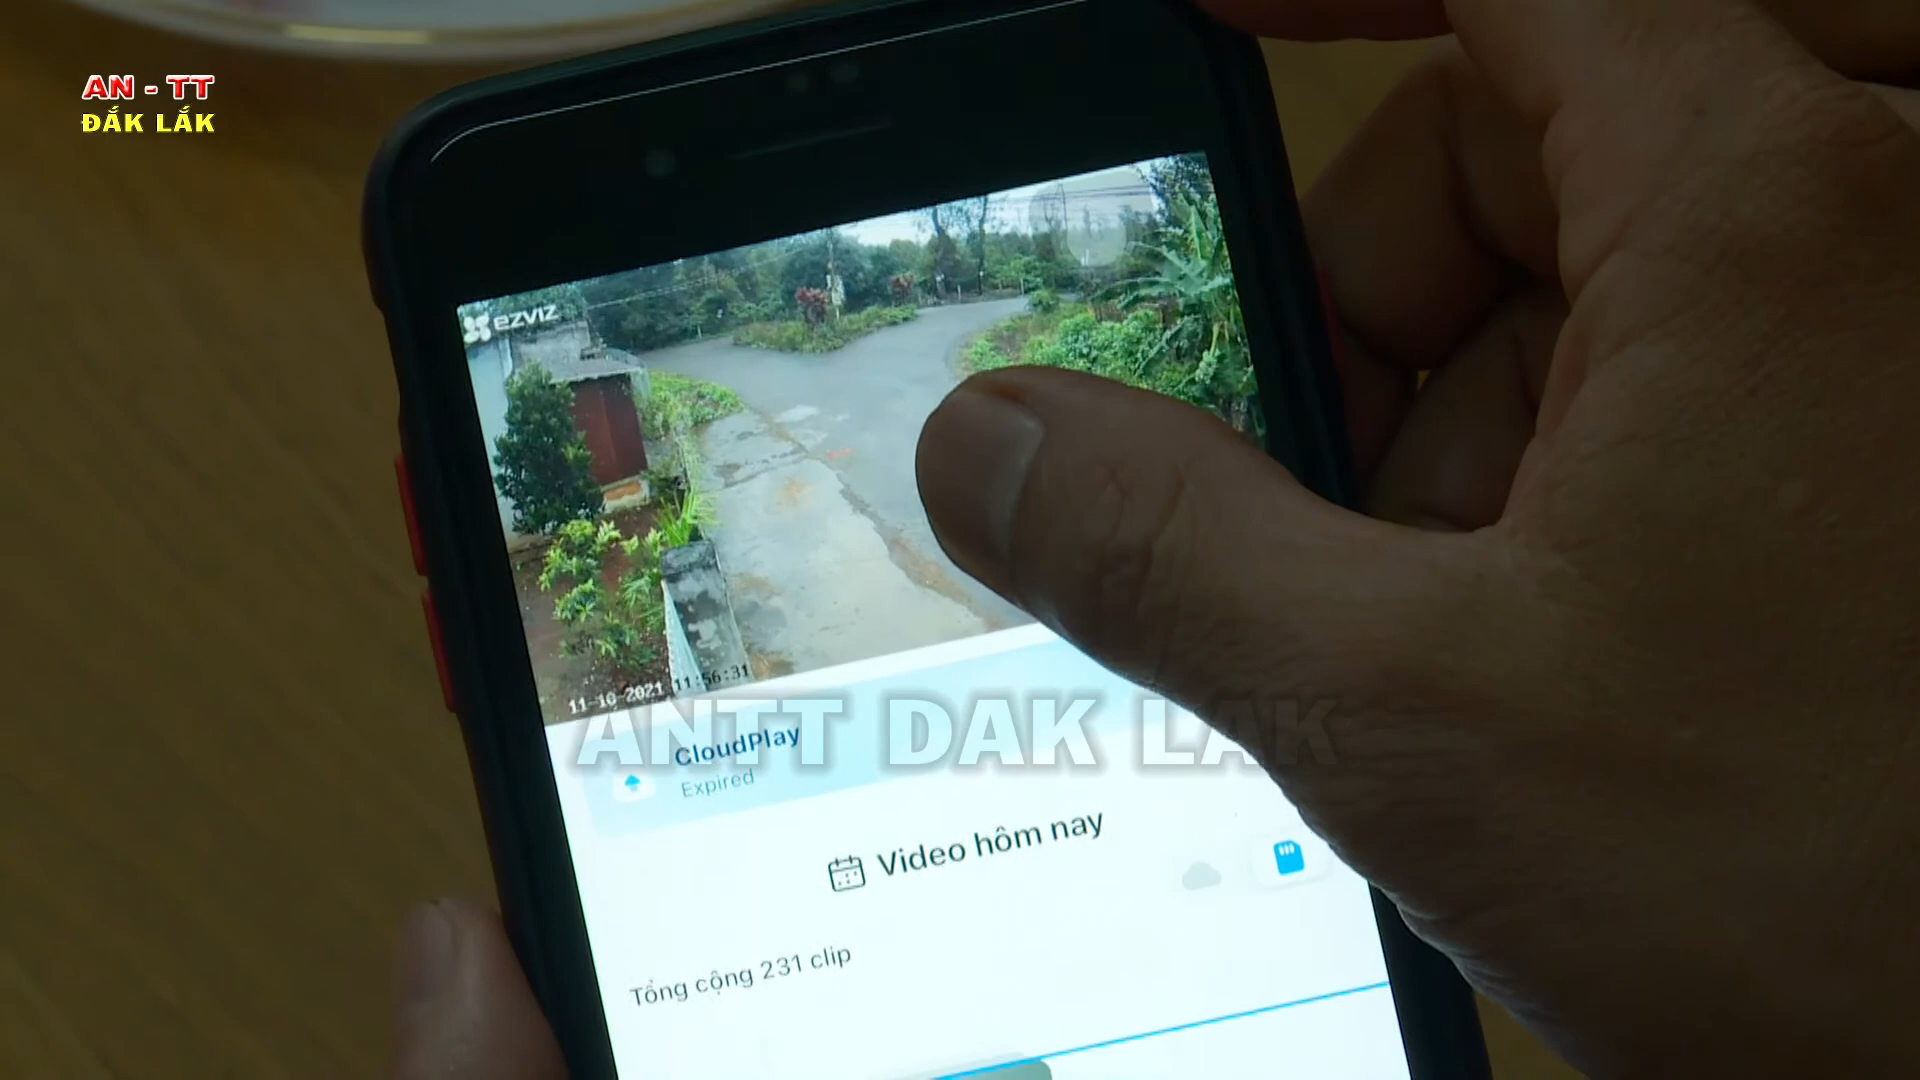 AN - TT
ĐẮK LẮK
ezviz
11-10-2021 11:56:31
ANTT DAK LAK
CloudPlay
Expired
Video hôm nay
Tổng cộng 231 clip